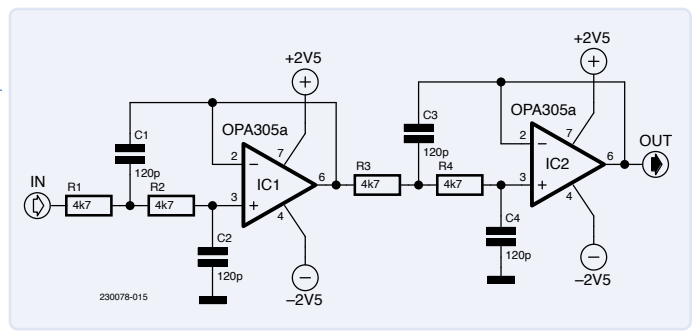 +2V5
+
C1
120p
OPA305a
2
−
7
IC1
6
3
+
4
IN
R1
4k7
R2
4k7
C2
120p
−
−2V5
R3
4k7
C3
120p
R4
4k7
C4
120p
+2V5
+
OPA305a
2
−
7
IC2
6
3
+
4
−
−2V5
OUT
230078-015